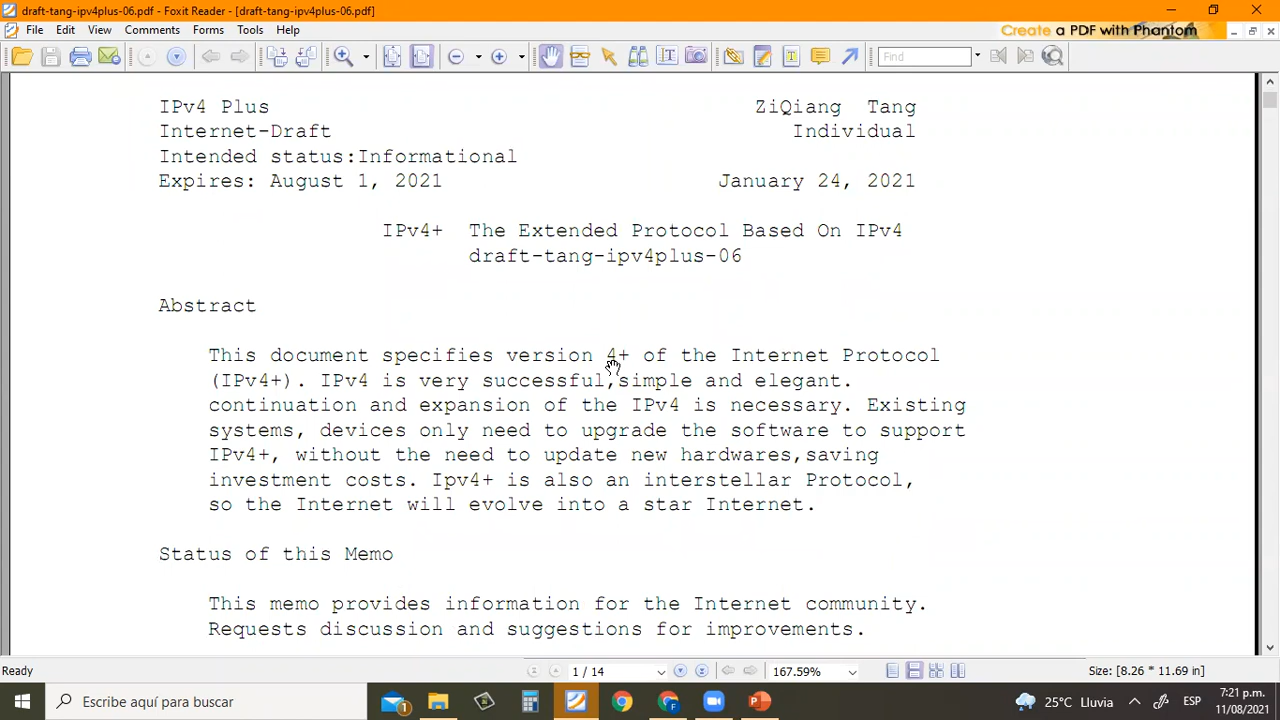 draft-tang-ipv4plus-06.pdf - Foxit Reader - [draft-tang-ipv4plus-06.pdf]
File Edit View Comments Forms Tools Help
Create a PDF with Phantom
Find
IPv4 Plus ZiQiang Tang
Internet-Draft Individual
Intended status:Informational
Expires: August 1, 2021 January 24, 2021
IPv4+ The Extended Protocol Based On IPv4
draft-tang-ipv4plus-06
Abstract
This document specifies version 4+ of the Internet Protocol
(IPv4+). IPv4 is very successful,simple and elegant.
continuation and expansion of the IPv4 is necessary. Existing
systems, devices only need to upgrade the software to support
IPv4+, without the need to update new hardwares,saving
investment costs. Ipv4+ is also an interstellar Protocol,
so the Internet will evolve into a star Internet.
Status of this Memo
This memo provides information for the Internet community.
Requests discussion and suggestions for improvements.
Ready 1 / 14 167.59% Size: [8.26 * 11.69 in]
Escribe aquí para buscar 1 25°C Lluvia ESP 7:21 p.m.
11/08/2021